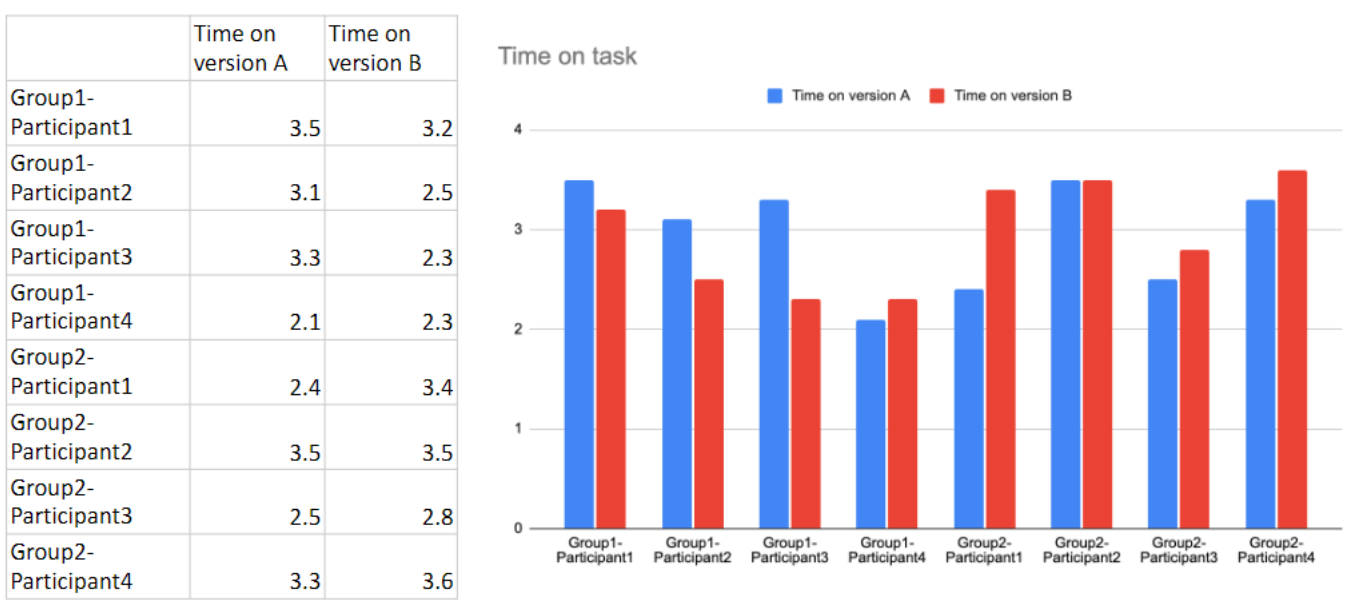 Time on
version A
Time on
version B
Group1-
Participant1
3.5
3.2
Group1-
Participant2
3.1
2.5
Group1-
Participant3
3.3
2.3
Group1-
Participant4
2.1
2.3
Group2-
Participant1
2.4
3.4
Group2-
Participant2
3.5
3.5
Group2-
Participant3
2.5
2.8
Group2-
Participant4
3.3
3.6
Time on task
Time on version A
Time on version B
4
3
2
1
0
Group1-
Participant1
Group1-
Participant2
Group1-
Participant3
Group1-
Participant4
Group2-
Participant1
Group2-
Participant2
Group2-
Participant3
Group2-
Participant4